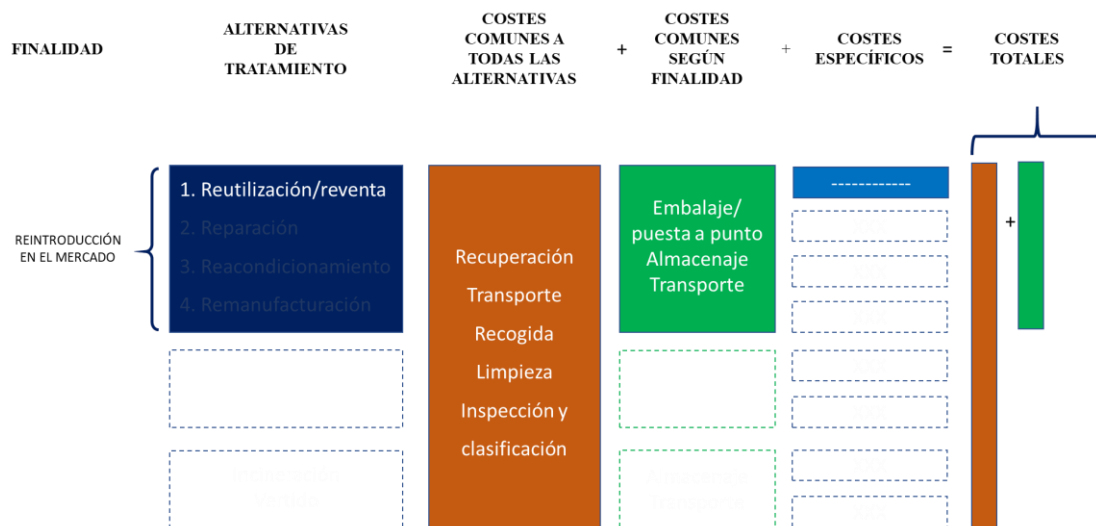 FINALIDAD
ALTERNATIVAS
DE
TRATAMIENTO
COSTES
COMUNES A
TODAS LAS
ALTERNATIVAS
+
COSTES
COMUNES
SEGÚN
FINALIDAD
+
COSTES
ESPECÍFICOS
=
COSTES
TOTALES
REINTRODUCCIÓN
EN EL MERCADO
1. Reutilización/reventa
2. Reparación
3. Reacondicionamiento
4. Remanufacturación
Recuperación
Transporte
Recogida
Limpieza
Inspección y
clasificación
Embalaje/
puesta a punto
Almacenaje
Transporte
------------
+